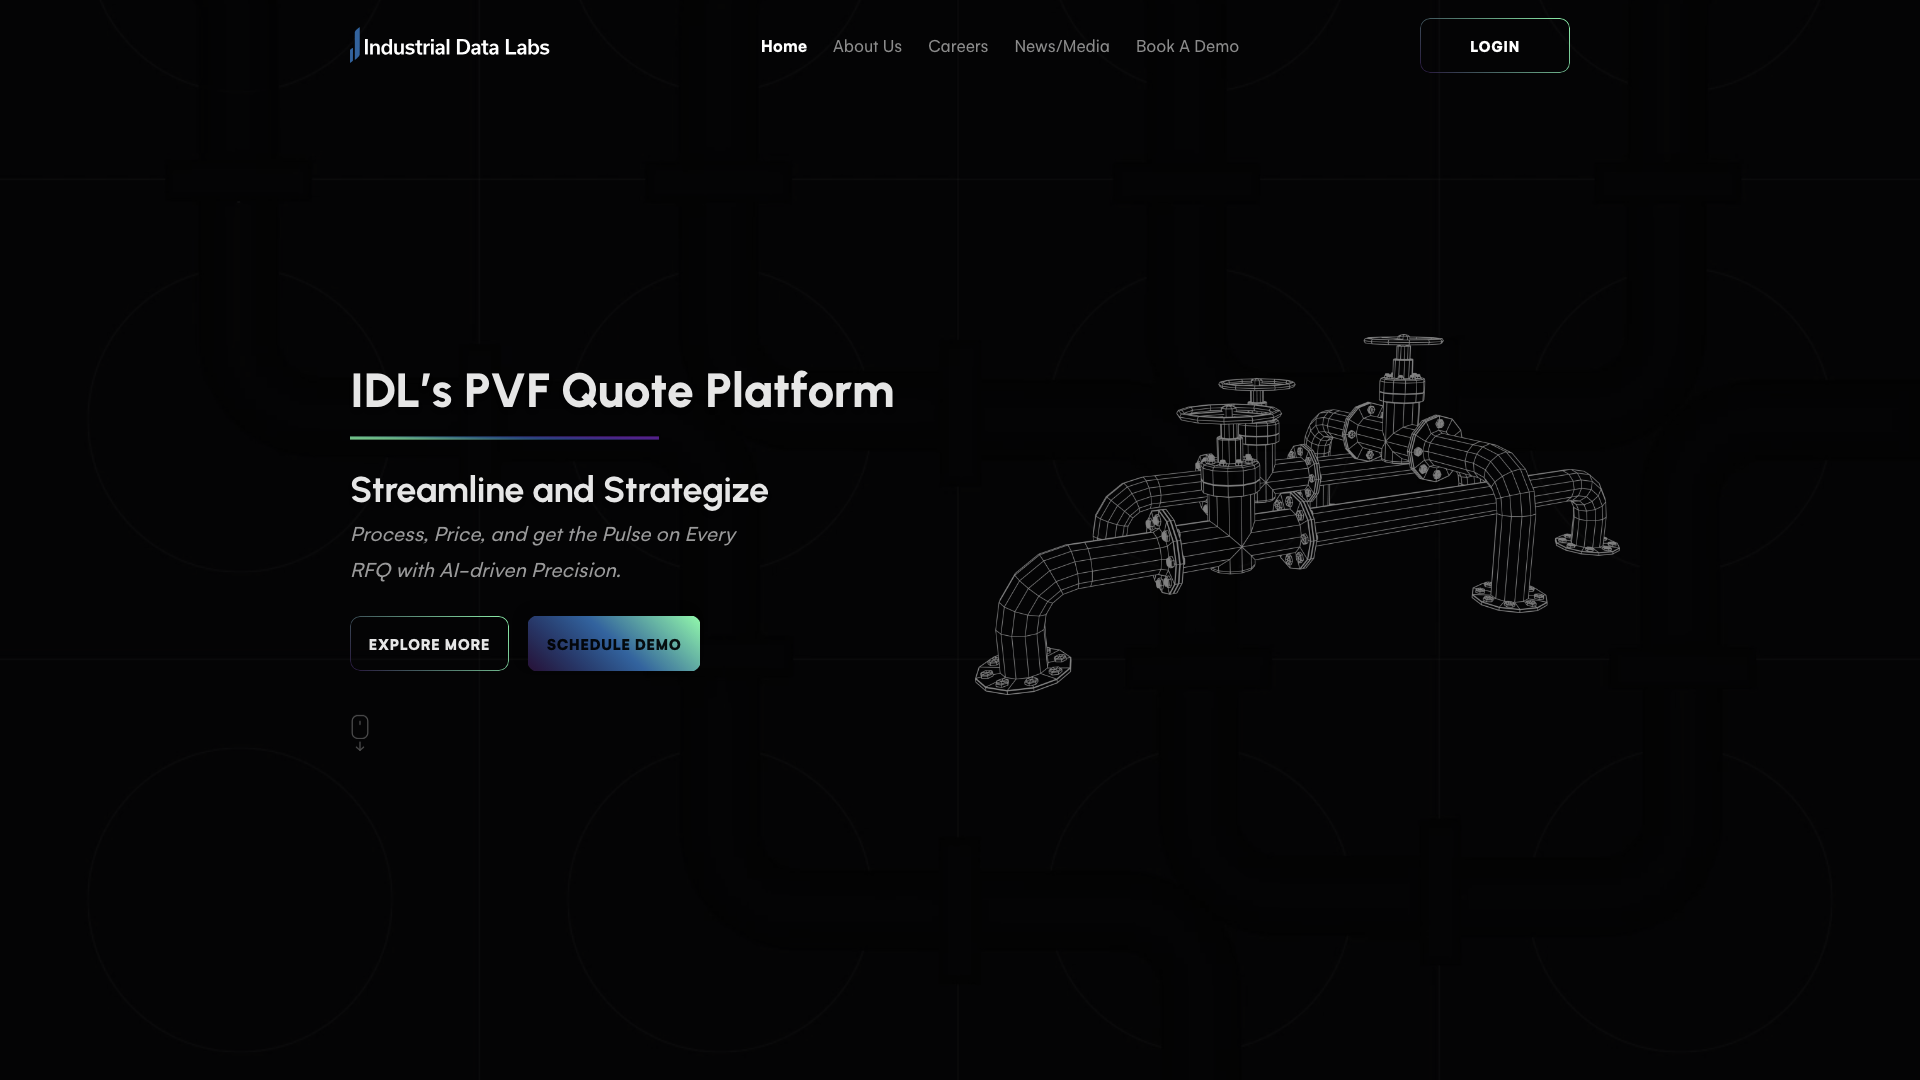 Industrial Data Labs
Home About Us Careers News/Media Book A Demo
LOGIN
IDL's PVF Quote Platform
Streamline and Strategize
Process, Price, and get the Pulse on Every
RFQ with AI-driven Precision.
EXPLORE MORE
SCHEDULE DEMO